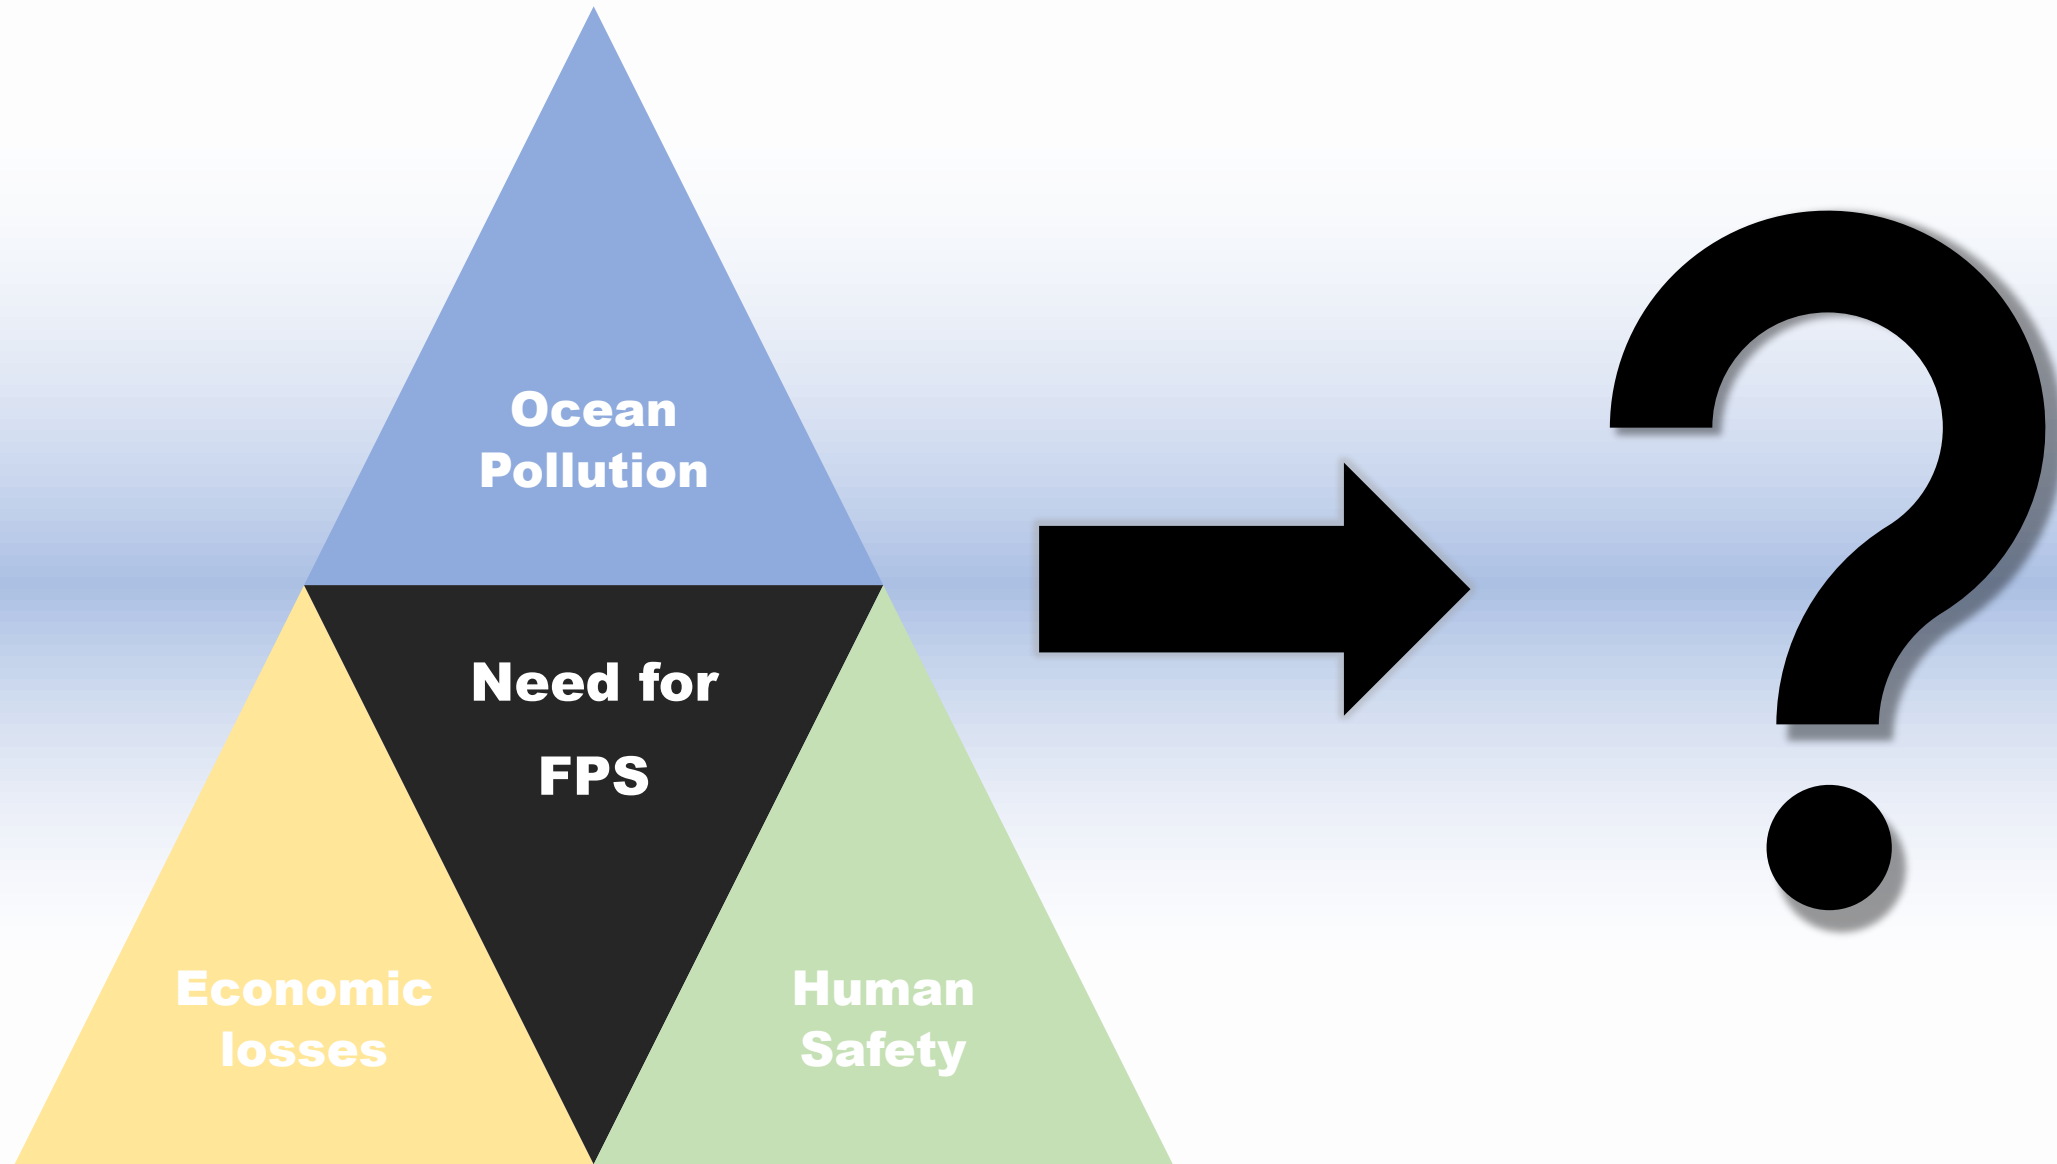 Ocean
Pollution
Need for
FPS
Economic
losses
Human
Safety
?